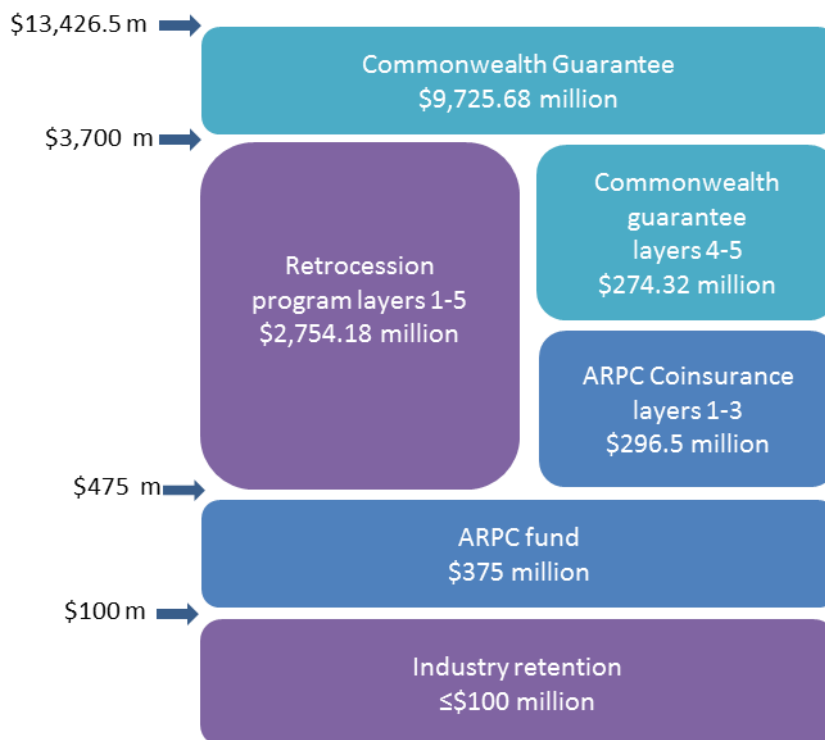 $13,426.5 m
Commonwealth Guarantee
$9,725.68 million
$3,700 m
Retrocession
program layers 1-5
$2,754.18 million
Commonwealth
guarantee
layers 4-5
$274.32 million
ARPC Coinsurance
layers 1-3
$296.5 million
$475 m
ARPC fund
$375 million
$100 m
Industry retention
≤$100 million